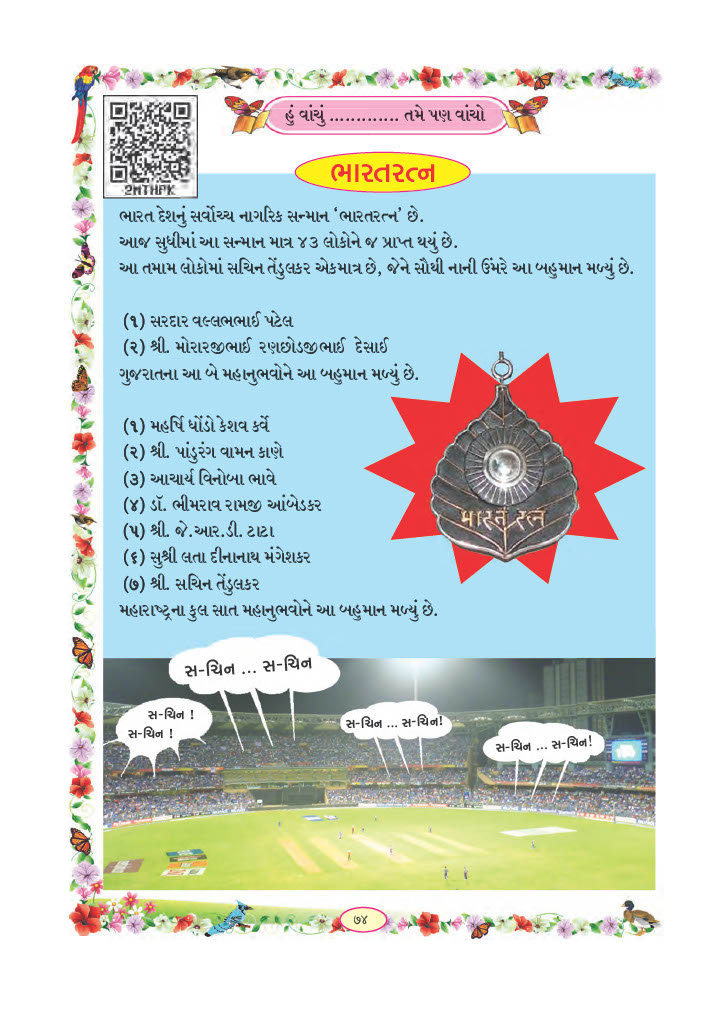 હું વાંચું ............. તમે પણ વાંચો
2MTHPK
ભારતરત્ન
ભારત દેશનું સર્વોચ્ચ નાગરિક સન્માન ‘ભારતરત્ન’ છે.
આજ સુધીમાં આ સન્માન માત્ર ૪૩ લોકોને જ પ્રાપ્ત થયું છે.
આ તમામ લોકોમાં સચિન તેંડુલકર એકમાત્ર છે, જેને સૌથી નાની ઉંમરે આ બહુમાન મળ્યું છે.
(૧) સરદાર વલ્લભભાઈ પટેલ
(૨) શ્રી. મોરારજીભાઈ રણછોડજીભાઈ દેસાઈ
ગુજરાતના આ બે મહાનુભવોને આ બહુમાન મળ્યું છે.
(૧) મહર્ષિ ધોંડો કેશવ કર્વે
(૨) શ્રી. પાંડુરંગ વામન કાણે
(૩) આચાર્ય વિનોબા ભાવે
(૪) ડૉ. ભીમરાવ રામજી આંબેડકર
(૫) શ્રી. જે.આર.ડી. ટાટા
(૬) સુશ્રી લતા દીનાનાથ મંગેશકર
(૭) શ્રી. સચિન તેંડુલકર
મહારાષ્ટ્રના કુલ સાત મહાનુભવોને આ બહુમાન મળ્યું છે.
भारत रत्न
સ-ચિન ... સ-ચિન
સ-ચિન !
સ-ચિન !
સ-ચિન ... સ-ચિન!
સ-ચિન ... સ-ચિન!
૭૪